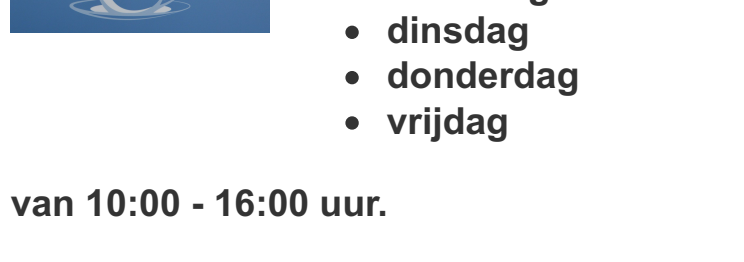 dinsdag
donderdag
vrijdag
van 10:00 - 16:00 uur.